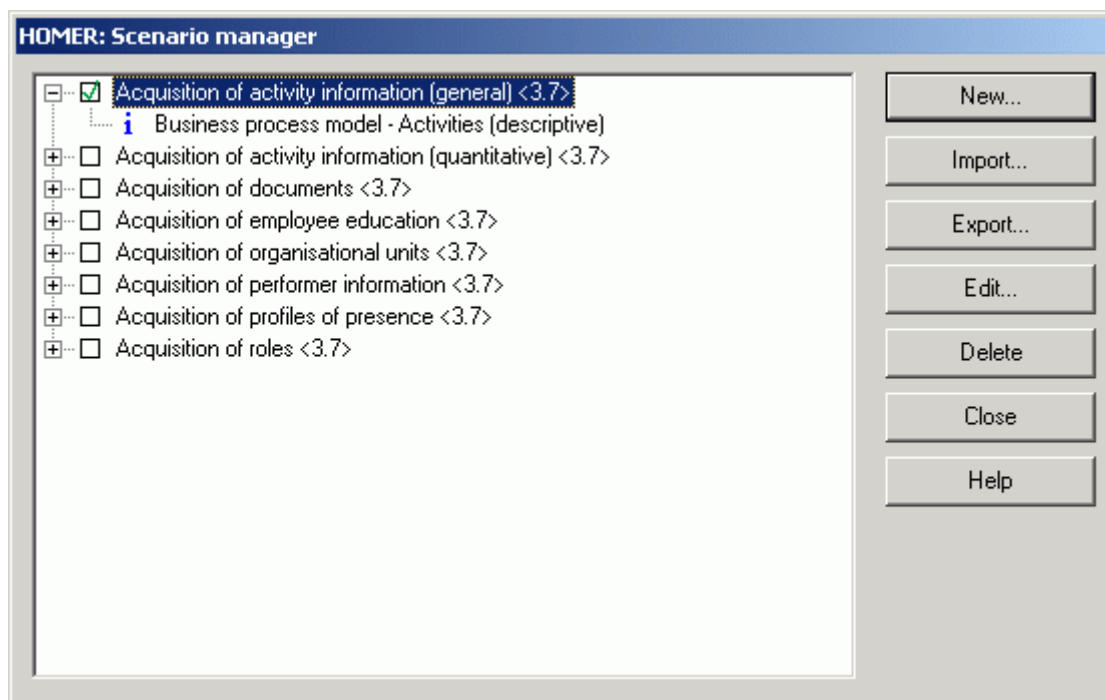 HOMER: Scenario manager
Acquisition of activity information (general) <3.7>
i Business process model - Activities (descriptive)
Acquisition of activity information (quantitative) <3.7>
Acquisition of documents <3.7>
Acquisition of employee education <3.7>
Acquisition of organisational units <3.7>
Acquisition of performer information <3.7>
Acquisition of profiles of presence <3.7>
Acquisition of roles <3.7>
New...
Import...
Export...
Edit...
Delete
Close
Help